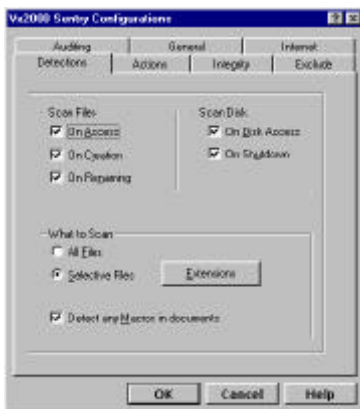 Vx2000 Sentry Configurations
Auditing General Internet
Detections Actions Integrity Exclude
Scan Files
On Access
On Creation
On Renaming
Scan Disk
On Disk Access
On Shutdown
What to Scan
All Files
Selective Files
Extensions
Detect any Macros in documents
OK Cancel Help